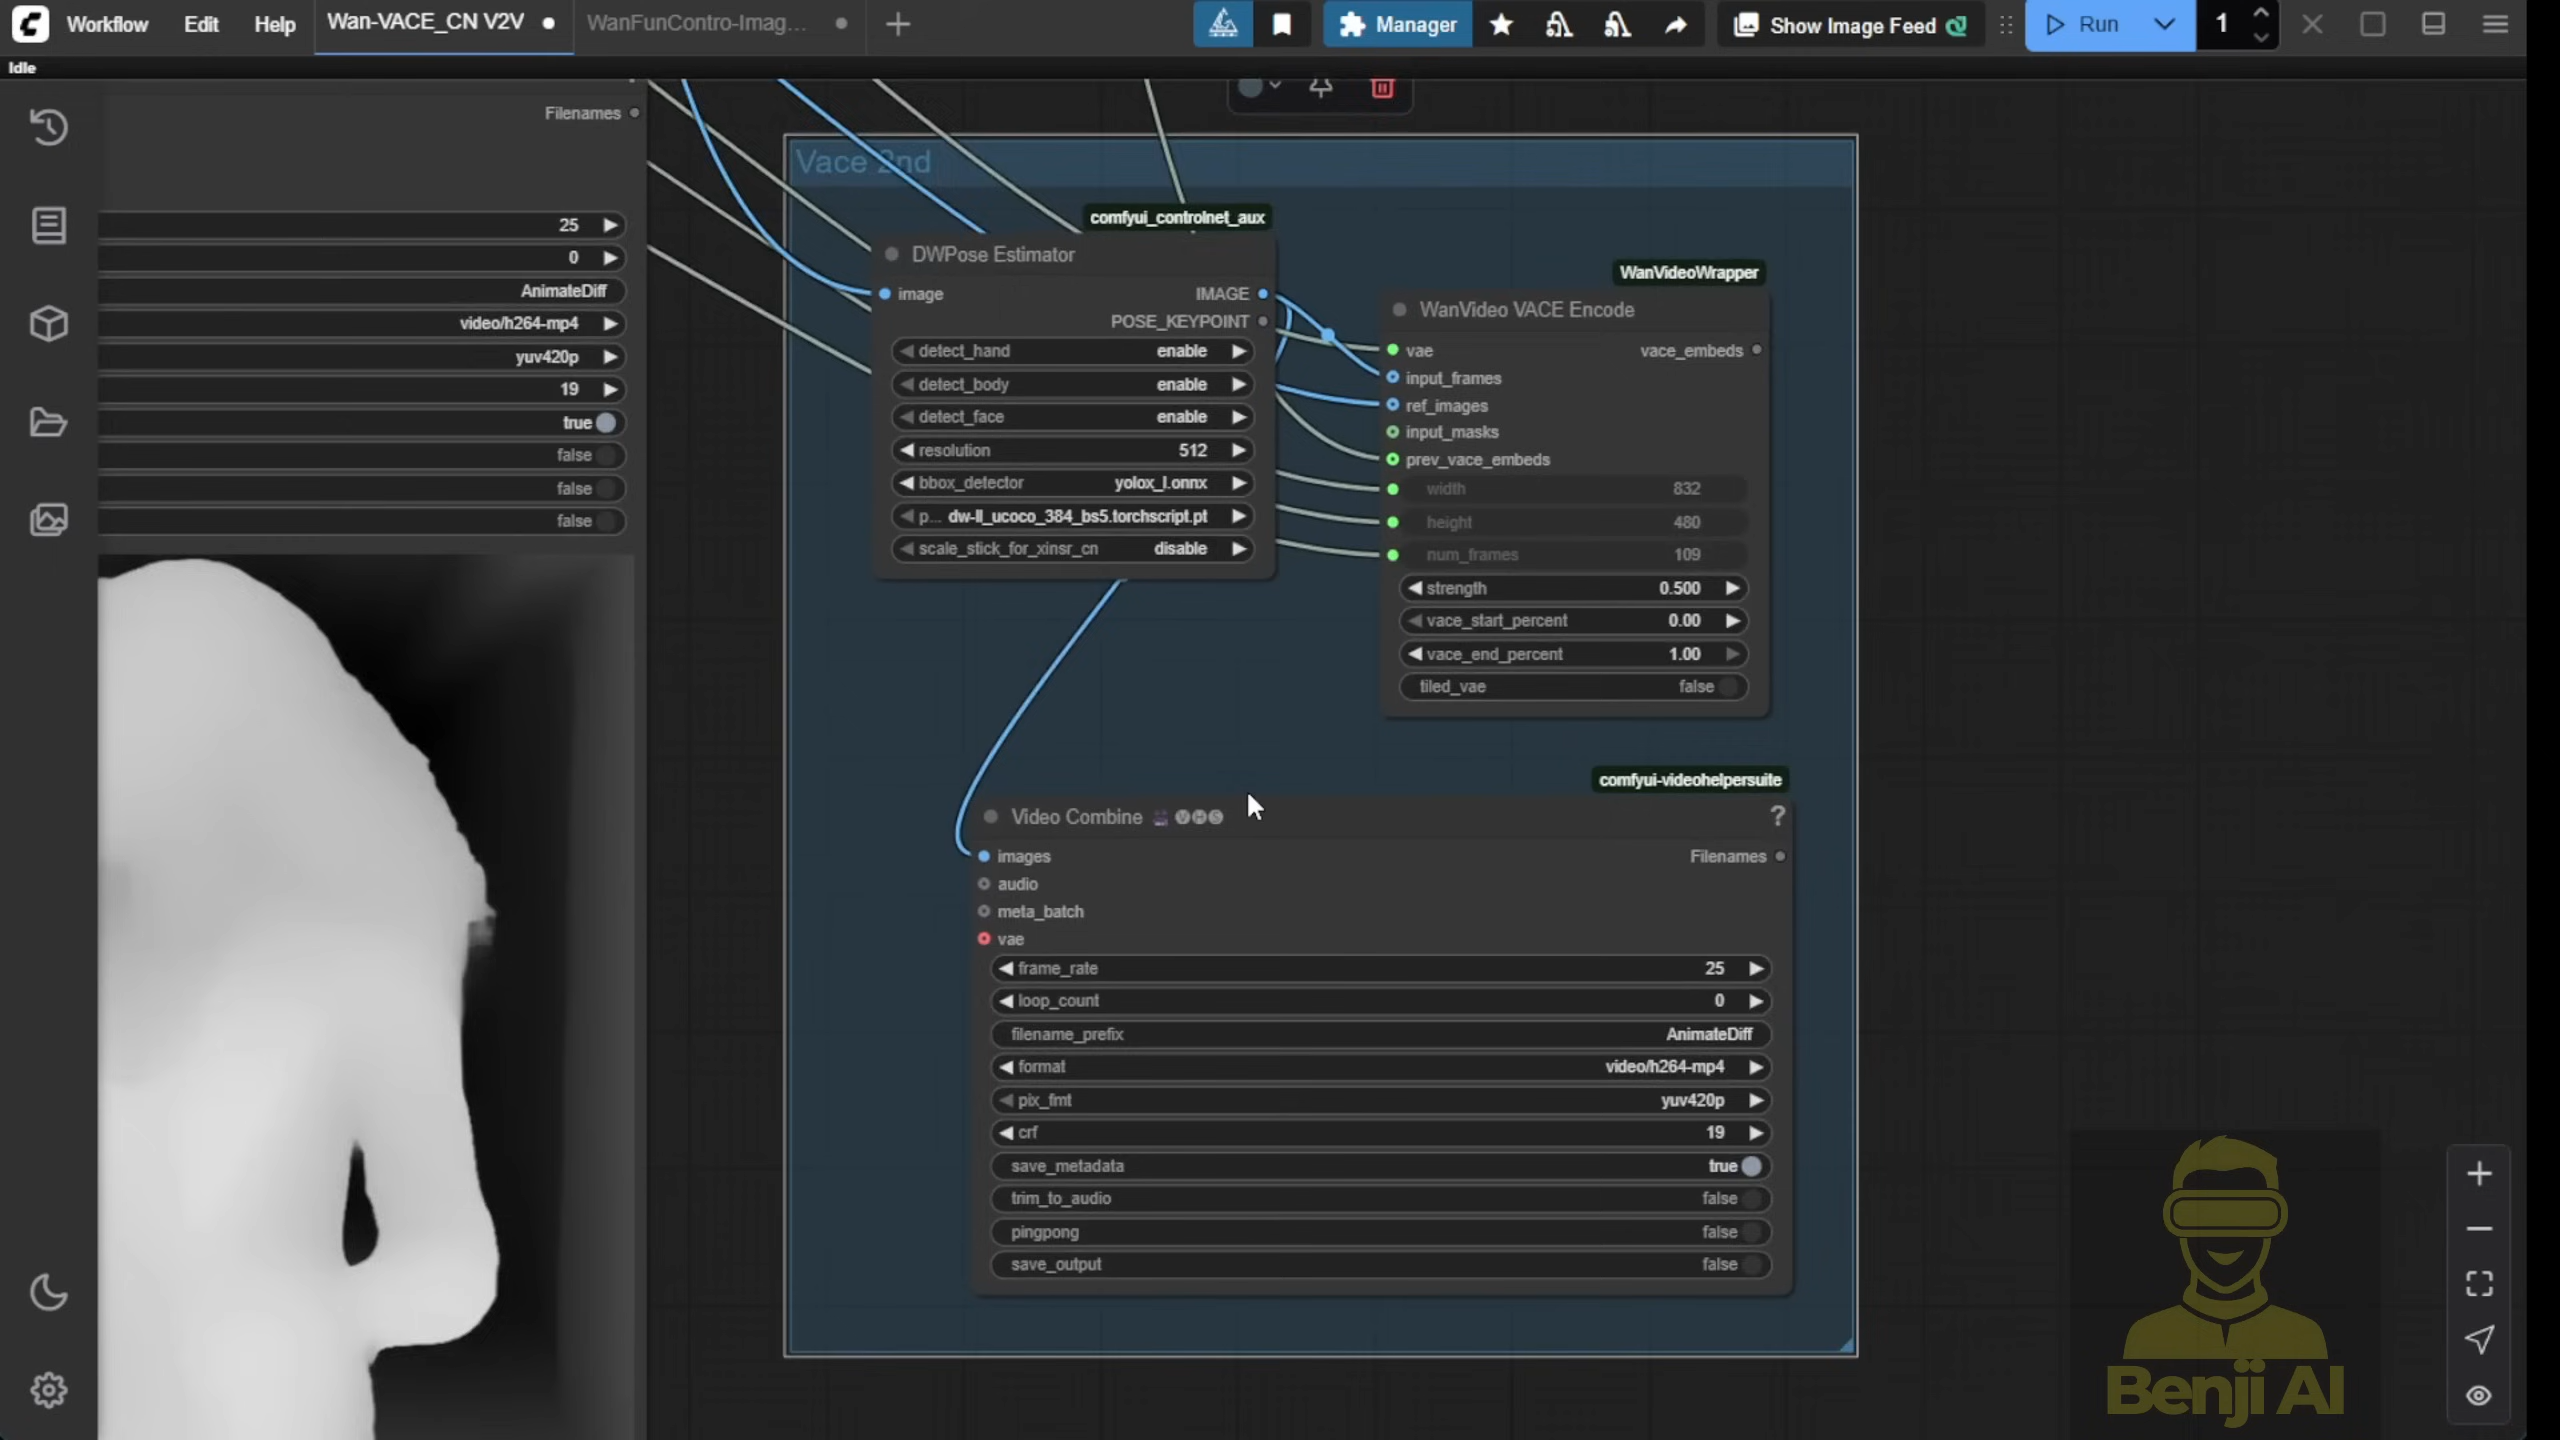 Workflow
Edit
Help
Wan-VACE_CN V2V
WanFunContro-Imag...
Manager
Show Image Feed
Run
1
Idle
Filenames
25
0
AnimateDiff
video/h264-mp4
yuv420p
19
true
false
false
false
Vace 2nd
comfyui_controlnet_aux
DWPose Estimator
image
IMAGE
POSE_KEYPOINT
detect_hand enable
detect_body enable
detect_face enable
resolution 512
bbox_detector yolox_l.onnx
p... dw-ll_ucoco_384_bs5.torchscript.pt
scale_stick_for_xinsr_cn disable
WanVideoWrapper
WanVideo VACE Encode
vae
vace_embeds
input_frames
ref_images
input_masks
prev_vace_embeds
width 832
height 480
num_frames 109
strength 0.500
vace_start_percent 0.00
vace_end_percent 1.00
tiled_vae false
comfyui-videohelpersuite
Video Combine VHS
?
images
Filenames
audio
meta_batch
vae
frame_rate 25
loop_count 0
filename_prefix AnimateDiff
format video/h264-mp4
pix_fmt yuv420p
crf 19
save_metadata true
trim_to_audio false
pingpong false
save_output false
Benji AI